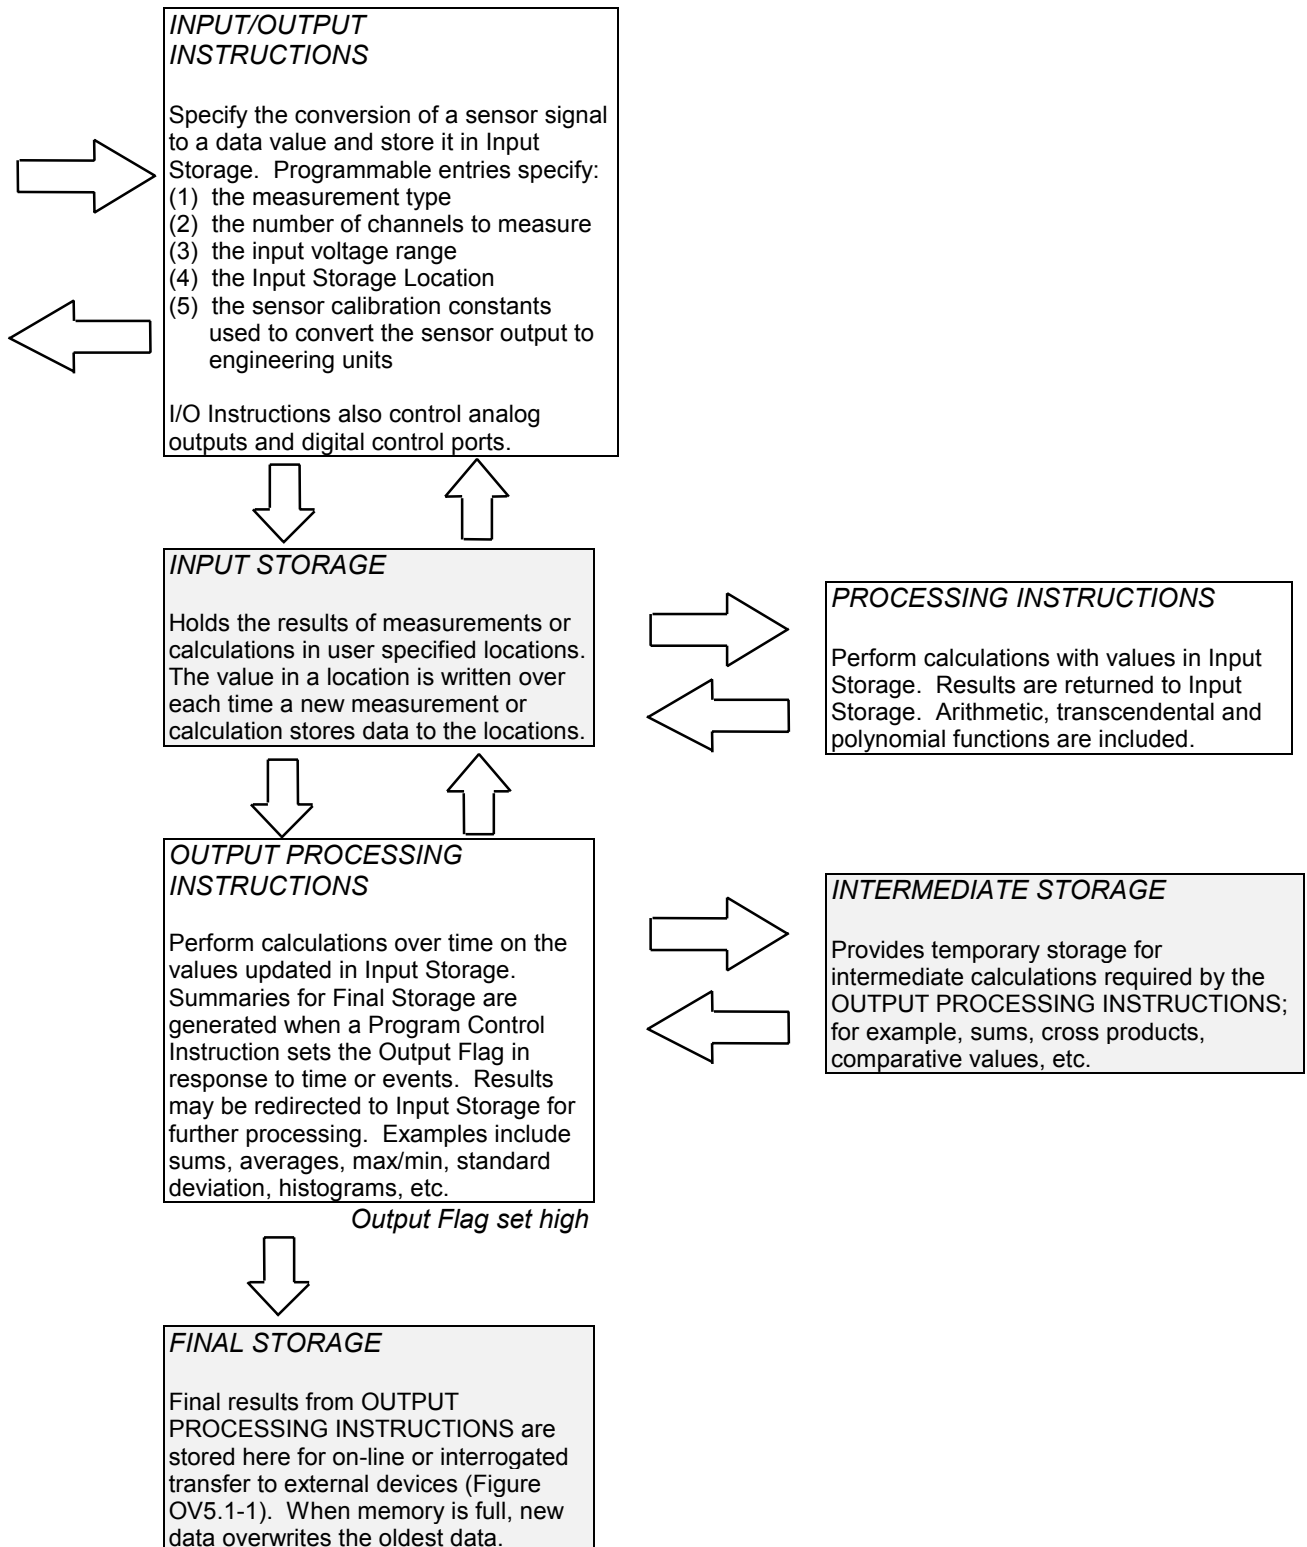 INPUT/OUTPUT
INSTRUCTIONS
Specify the conversion of a sensor signal
to a data value and store it in Input
Storage.  Programmable entries specify:
(1)  the measurement type
(2)  the number of channels to measure
(3)  the input voltage range
(4)  the Input Storage Location
(5)  the sensor calibration constants
used to convert the sensor output to
engineering units
I/O Instructions also control analog
outputs and digital control ports.
INPUT STORAGE
Holds the results of measurements or
calculations in user specified locations.
The value in a location is written over
each time a new measurement or
calculation stores data to the locations.
PROCESSING INSTRUCTIONS
Perform calculations with values in Input
Storage.  Results are returned to Input
Storage.  Arithmetic, transcendental and
polynomial functions are included.
OUTPUT PROCESSING
INSTRUCTIONS
Perform calculations over time on the
values updated in Input Storage.
Summaries for Final Storage are
generated when a Program Control
Instruction sets the Output Flag in
response to time or events.  Results
may be redirected to Input Storage for
further processing.  Examples include
sums, averages, max/min, standard
deviation, histograms, etc.
INTERMEDIATE STORAGE
Provides temporary storage for
intermediate calculations required by the
OUTPUT PROCESSING INSTRUCTIONS;
for example, sums, cross products,
comparative values, etc.
Output Flag set high
FINAL STORAGE
Final results from OUTPUT
PROCESSING INSTRUCTIONS are
stored here for on-line or interrogated
transfer to external devices (Figure
OV5.1-1).  When memory is full, new
data overwrites the oldest data.